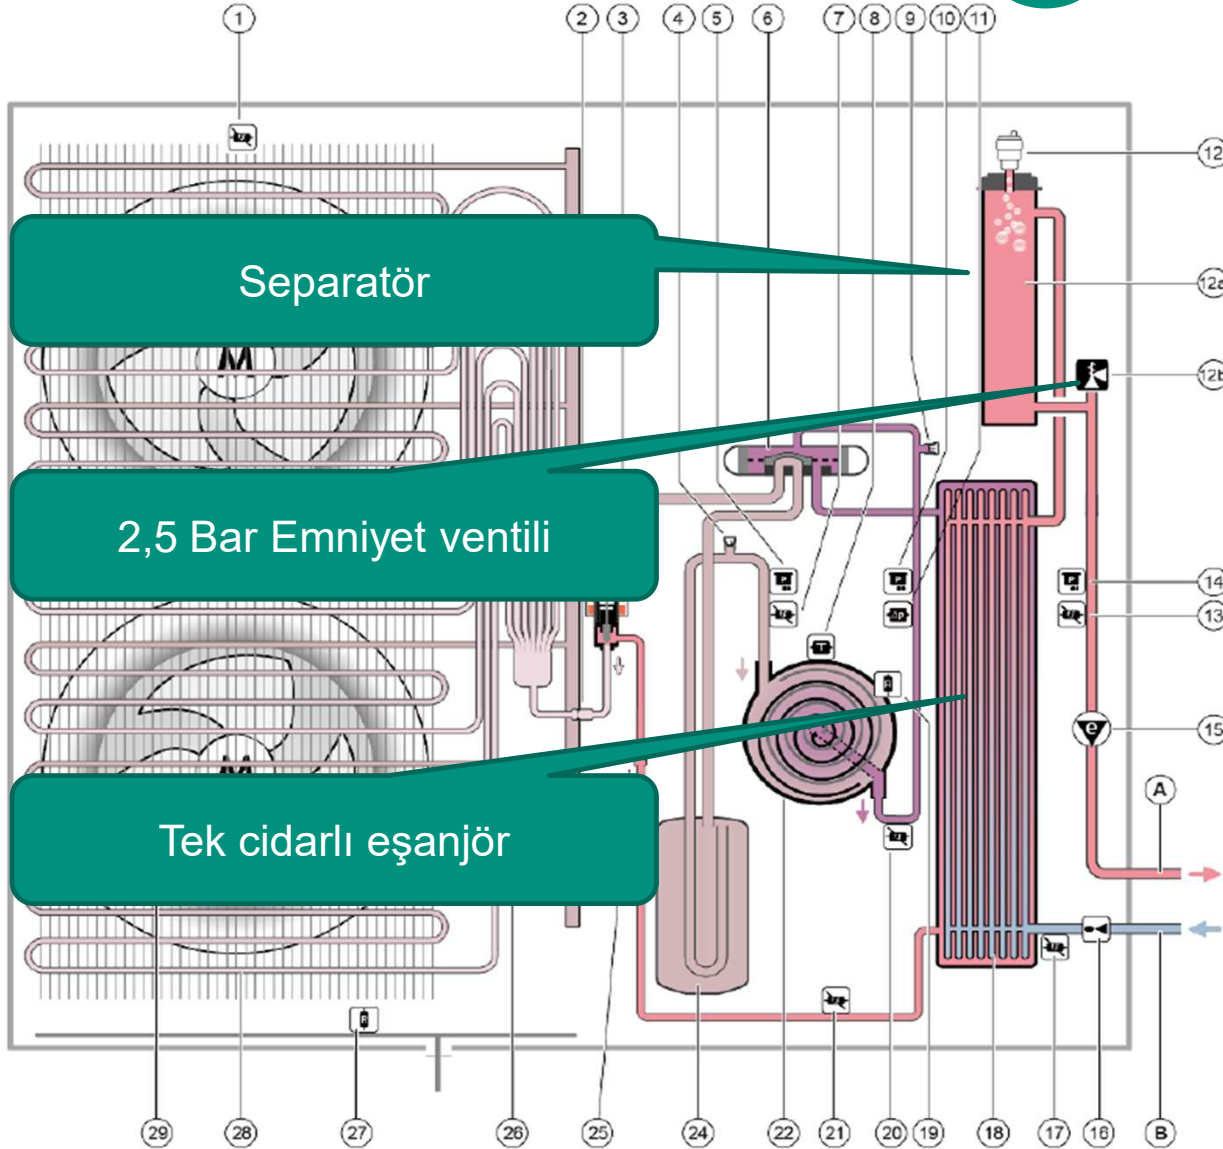 1 2 3 4 5 6 7 8 9 10 11
12
Separatör
12a
M
12b
2,5 Bar Emniyet ventili
14
13
e
15
A
Tek cidarlı eşanjör
B
29 28 27 26 25 24 22 21 20 19 18 17 16 B